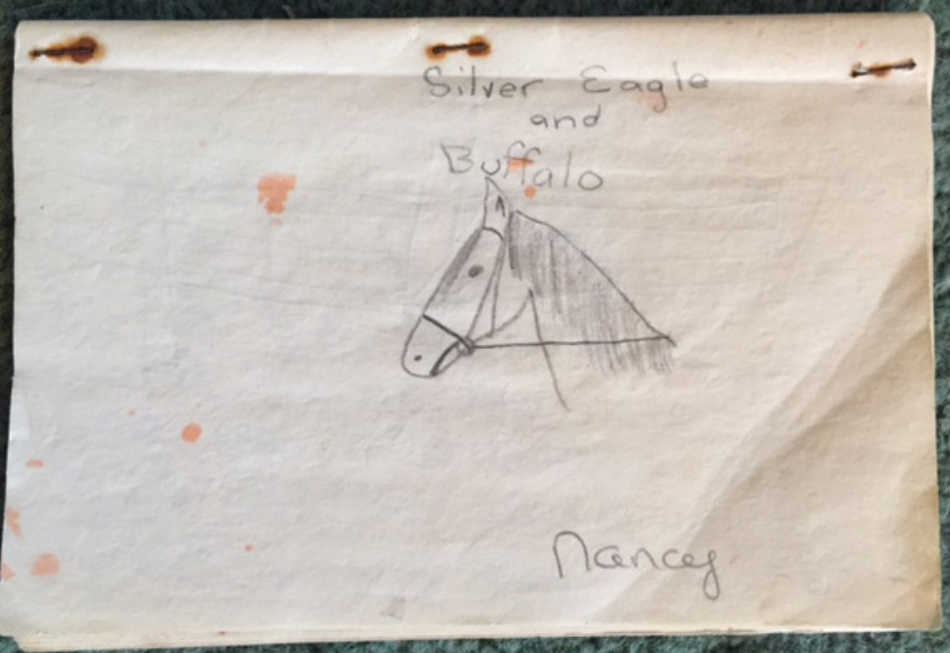 Silver Eagle
and
Buffalo
Nancy